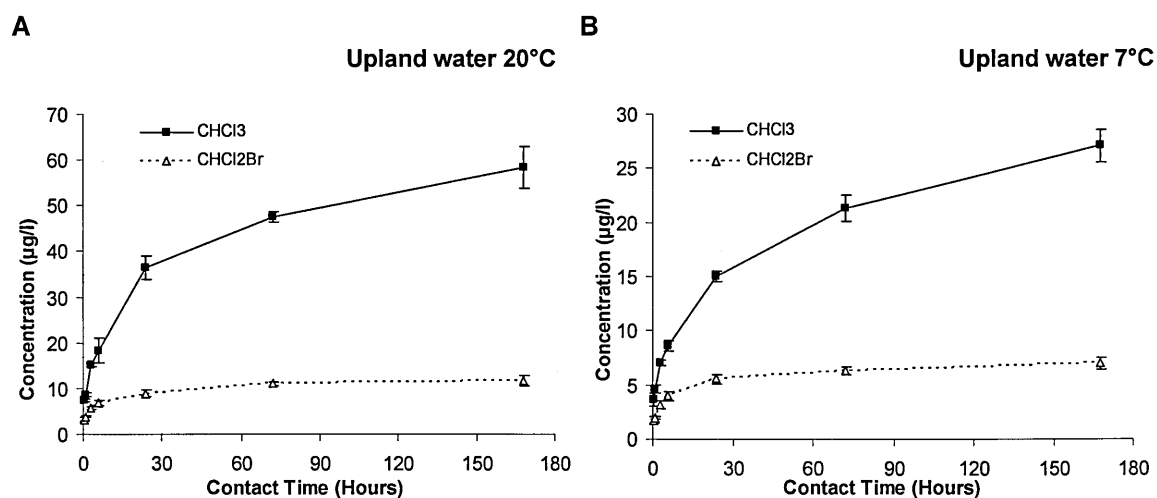 A
Upland water 20°C
Concentration (µg/l)
70
60
50
40
30
20
10
0
CHCl3
CHCl2Br
0 30 60 90 120 150 180
Contact Time (Hours)
B
Upland water 7°C
Concentration (µg/l)
30
25
20
15
10
5
0
CHCl3
CHCl2Br
0 30 60 90 120 150 180
Contact Time (Hours)